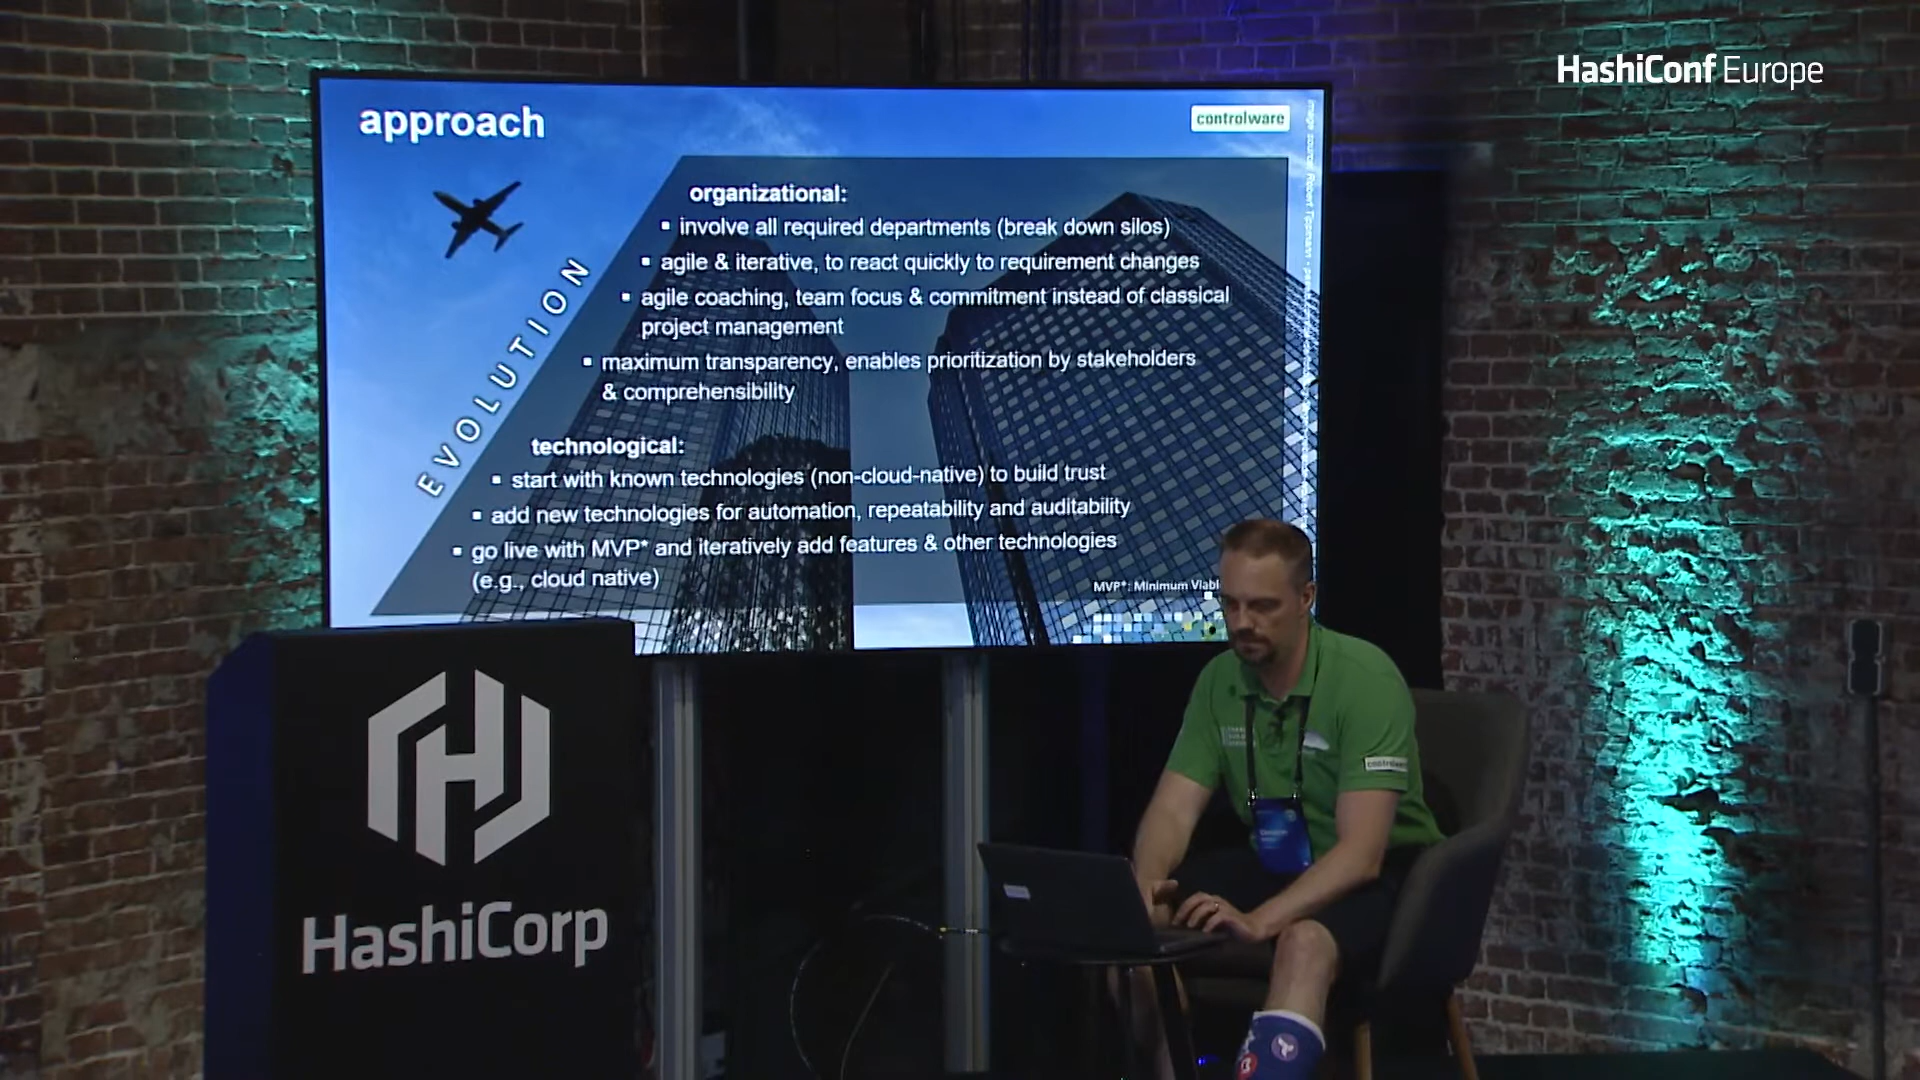 HashiConf Europe
approach
controlware
EVOLUTION
organizational:
▪ involve all required departments (break down silos)
▪ agile & iterative, to react quickly to requirement changes
▪ agile coaching, team focus & commitment instead of classical
project management
▪ maximum transparency, enables prioritization by stakeholders
& comprehensibility
technological:
▪ start with known technologies (non-cloud-native) to build trust
▪ add new technologies for automation, repeatability and auditability
▪ go live with MVP* and iteratively add features & other technologies
(e.g., cloud native)
MVP*: Minimum Viabl
image source:
HashiCorp